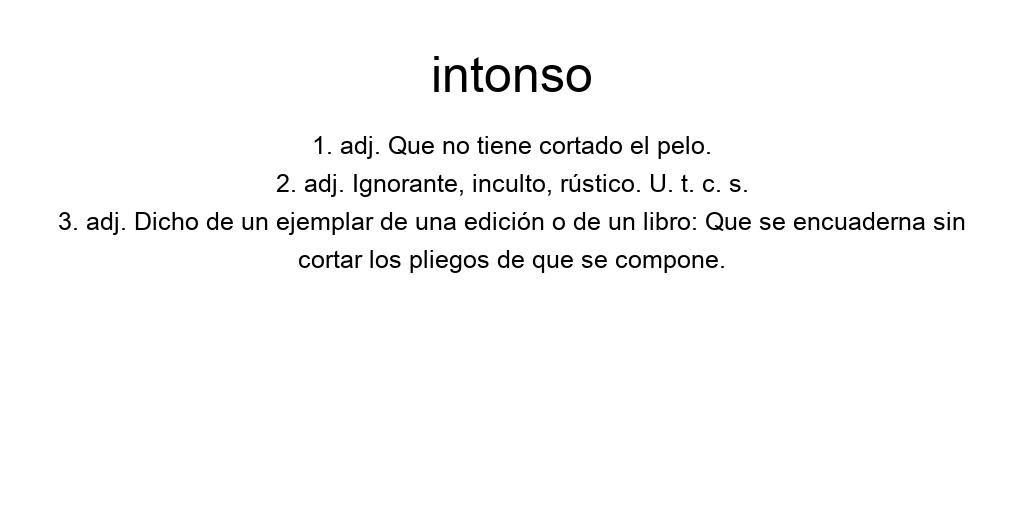 intonso
1. adj. Que no tiene cortado el pelo.
2. adj. Ignorante, inculto, rústico. U. t. c. s.
3. adj. Dicho de un ejemplar de una edición o de un libro: Que se encuaderna sin
cortar los pliegos de que se compone.